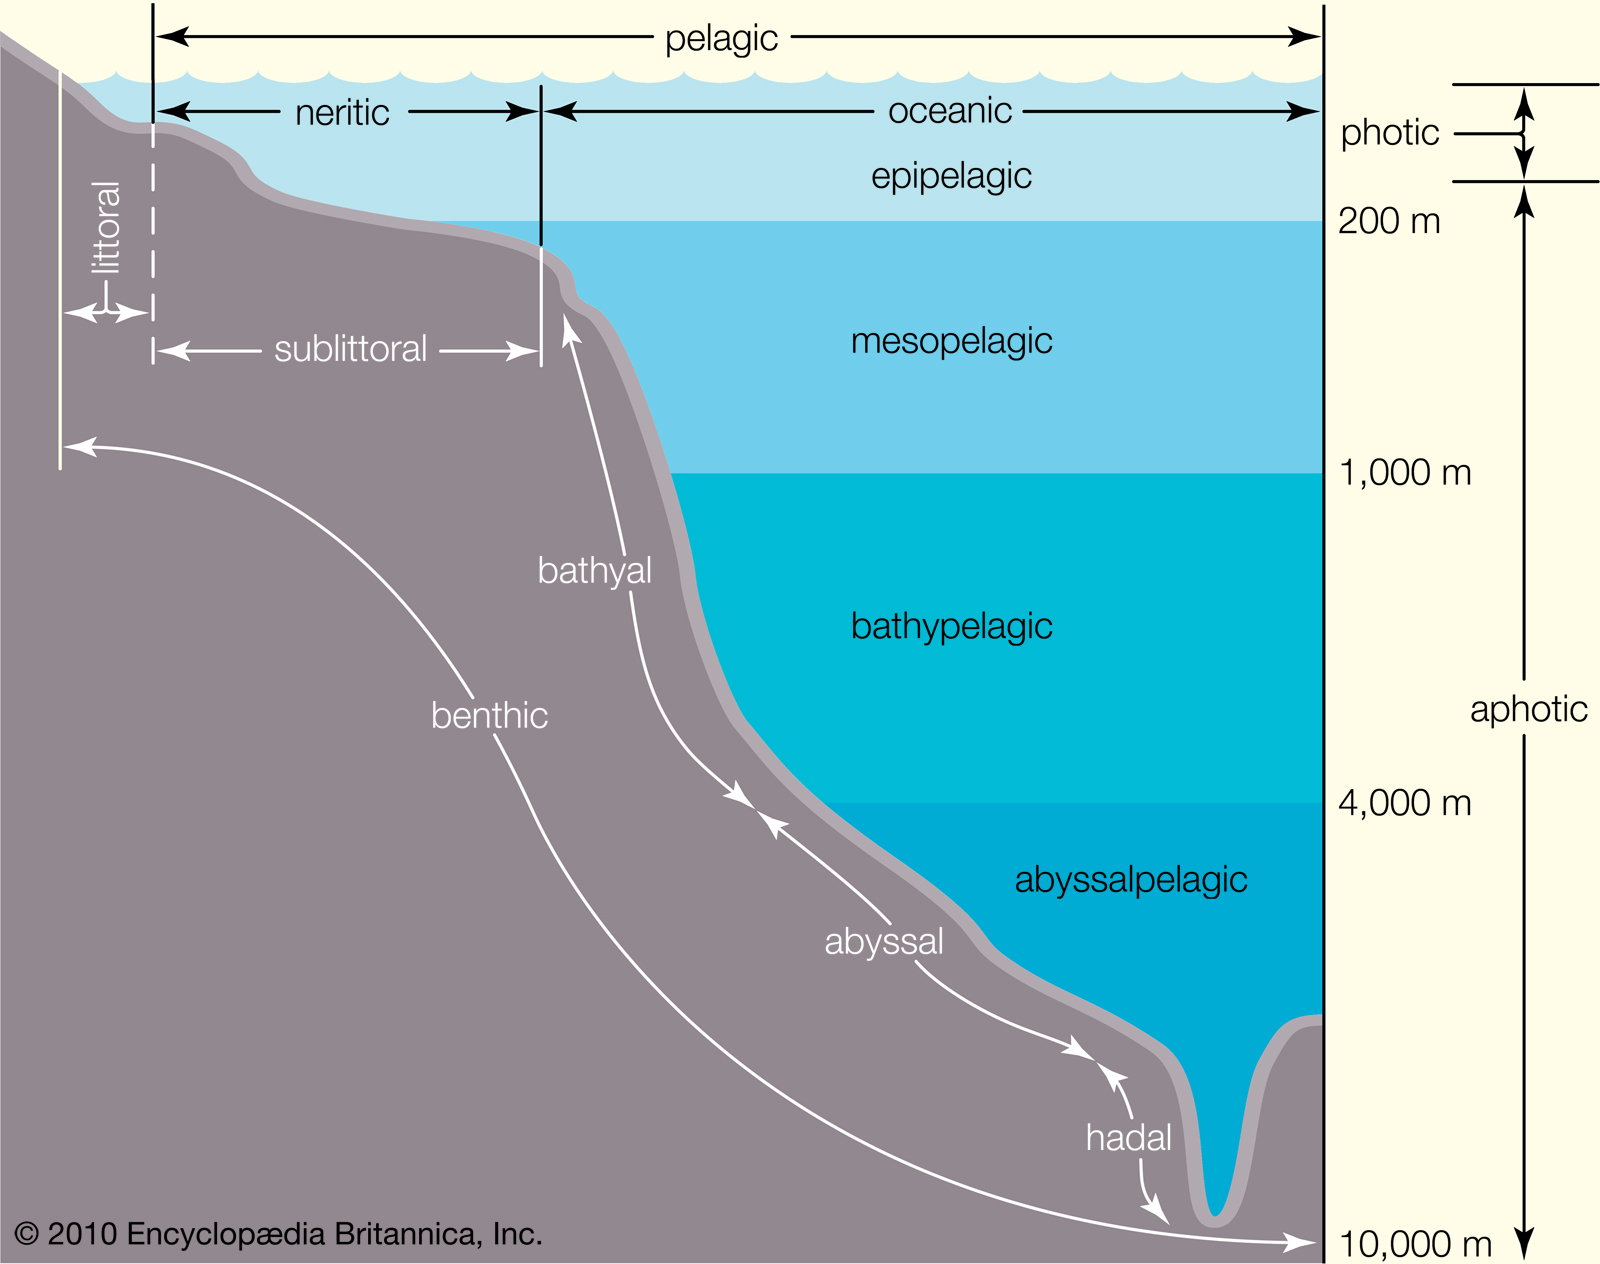 pelagic
neritic
oceanic
photic
epipelagic
littoral
200 m
sublittoral
mesopelagic
1,000 m
bathyal
bathypelagic
benthic
aphotic
4,000 m
abyssalpelagic
abyssal
hadal
© 2010 Encyclopædia Britannica, Inc.
10,000 m